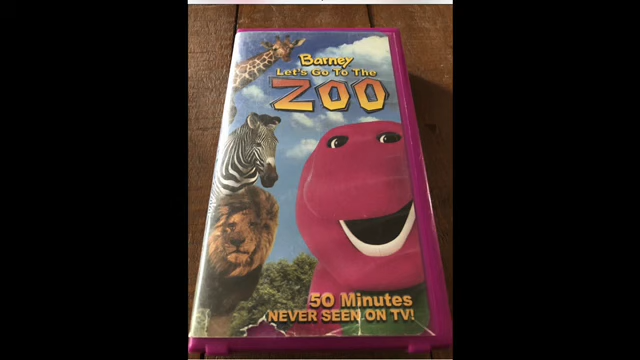 Barney
Let's Go To The
ZOO
50 Minutes
NEVER SEEN ON TV!